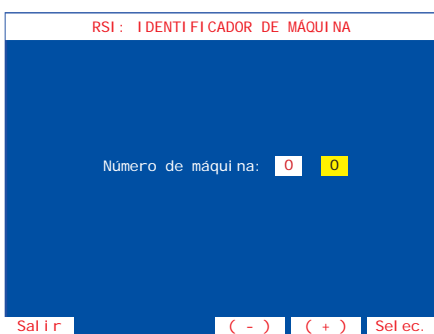 RSI: IDENTIFICADOR DE MÁQUINA
Número de máquina: 0 0
Salir ( - ) ( + ) Selec.